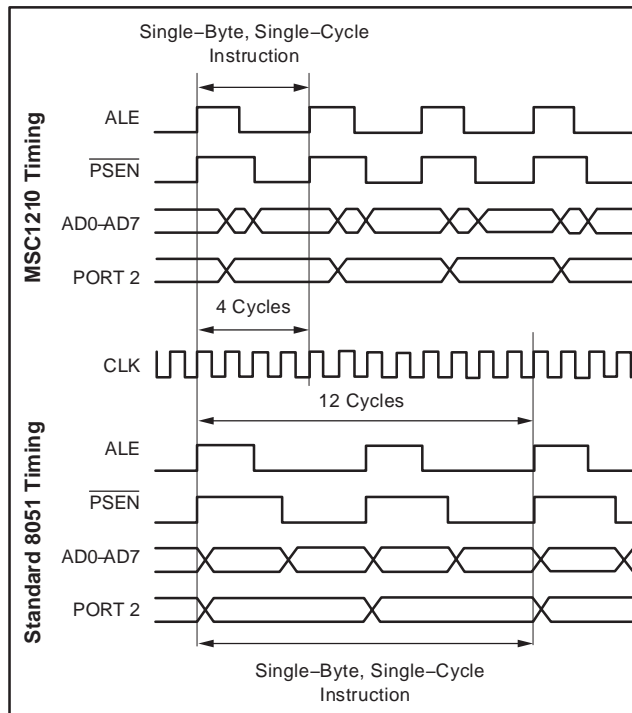 Single–Byte, Single–Cycle
Instruction
MSC1210 Timing
ALE
PSEN
AD0-AD7
PORT 2
4 Cycles
CLK
12 Cycles
Standard 8051 Timing
ALE
PSEN
AD0-AD7
PORT 2
Single–Byte, Single–Cycle
Instruction